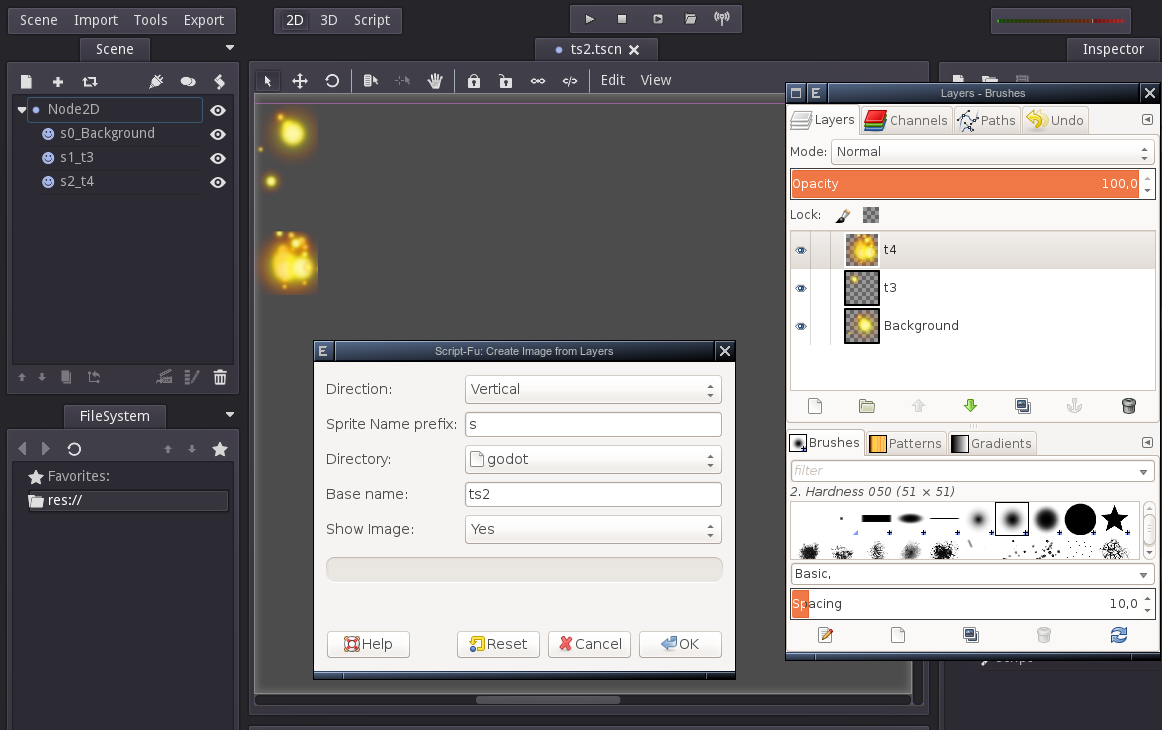 Scene Import Tools Export
2D 3D Script
Scene
ts2.tscn
Inspector
Edit View
Node2D
s0_Background
s1_t3
s2_t4
FileSystem
Favorites:
res://
E
Script-Fu: Create Image from Layers
Direction: Vertical
Sprite Name prefix: s
Directory: godot
Base name: ts2
Show Image: Yes
Help Reset Cancel OK
E
Layers - Brushes
Layers Channels Paths Undo
Mode: Normal
Opacity 100,0
Lock:
t4
t3
Background
Brushes Patterns Gradients
filter
2. Hardness 050 (51 × 51)
Basic,
Spacing 10,0